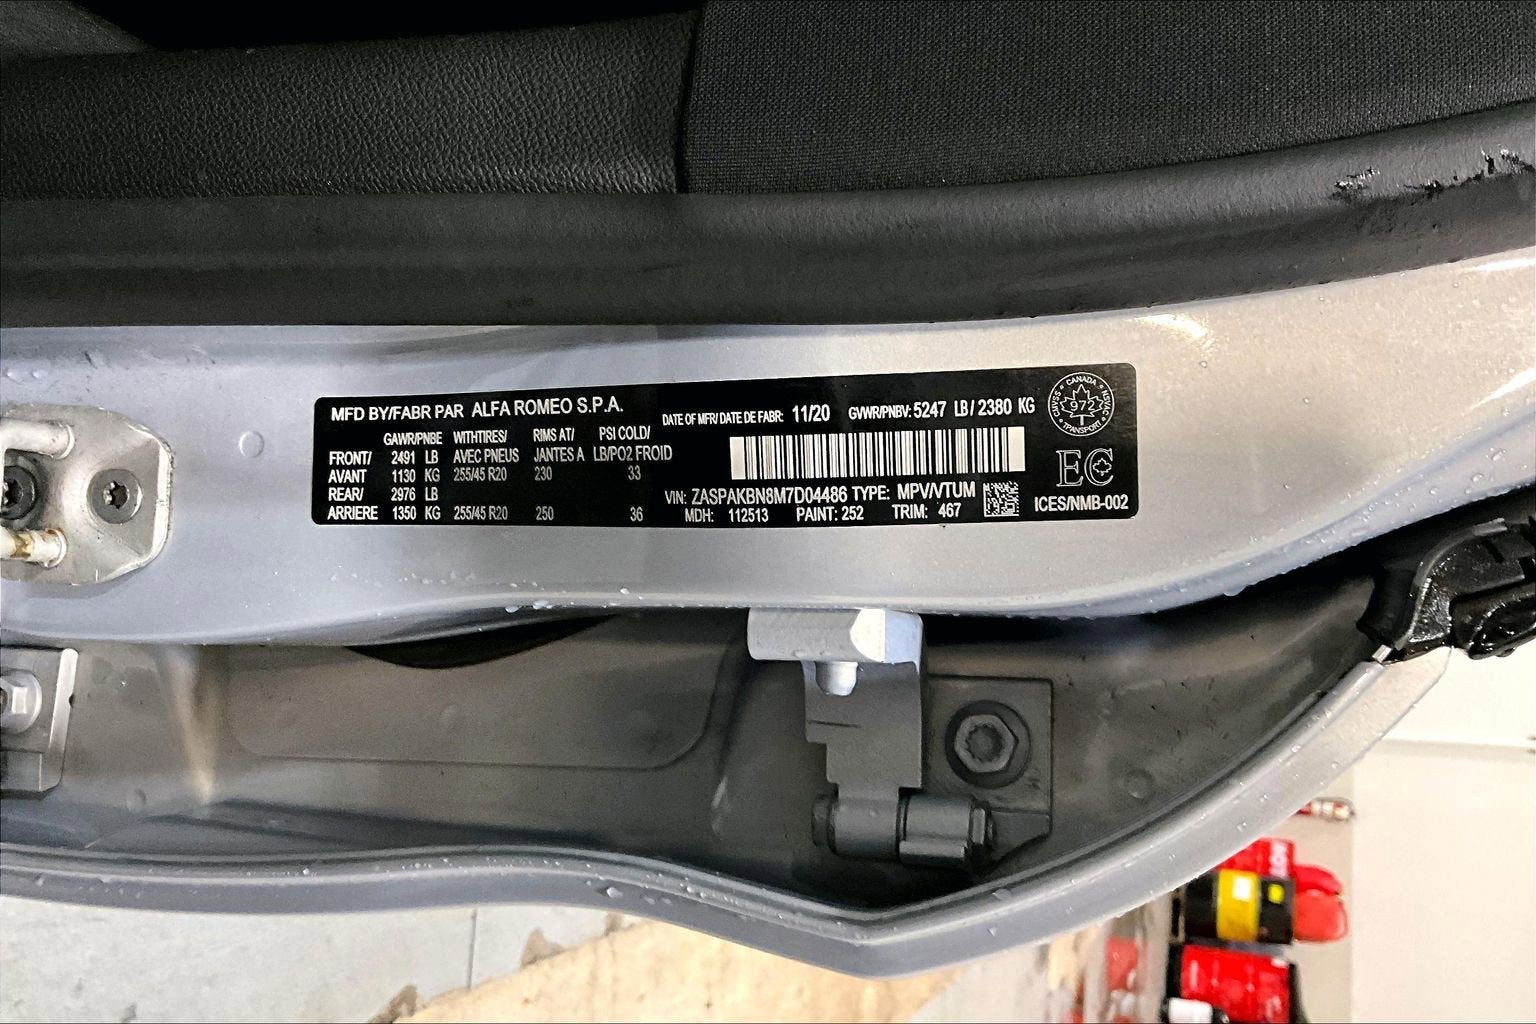 MFD BY/FABR PAR ALFA ROMEO S.P.A.
DATE OF MFR/ DATE DE FABR: 11/20 GVWR/PNBV: 5247 LB / 2380 KG
GAWR/PNBE WITHTIRES/ RIMS AT/ PSI COLD/
AVEC PNEUS JANTES A LB/PO2 FROID
FRONT/ 2491 LB
AVANT 1130 KG 255/45 R20 230 33
REAR/ 2976 LB
ARRIERE 1350 KG 255/45 R20 250 36
VIN: ZASPAKBN8M7D04486 TYPE: MPV/VTUM
MDH: 112513 PAINT: 252 TRIM: 467
CANADA
972
TRANSPORT
CMVSS
NSVAC
EC
ICES/NMB-002